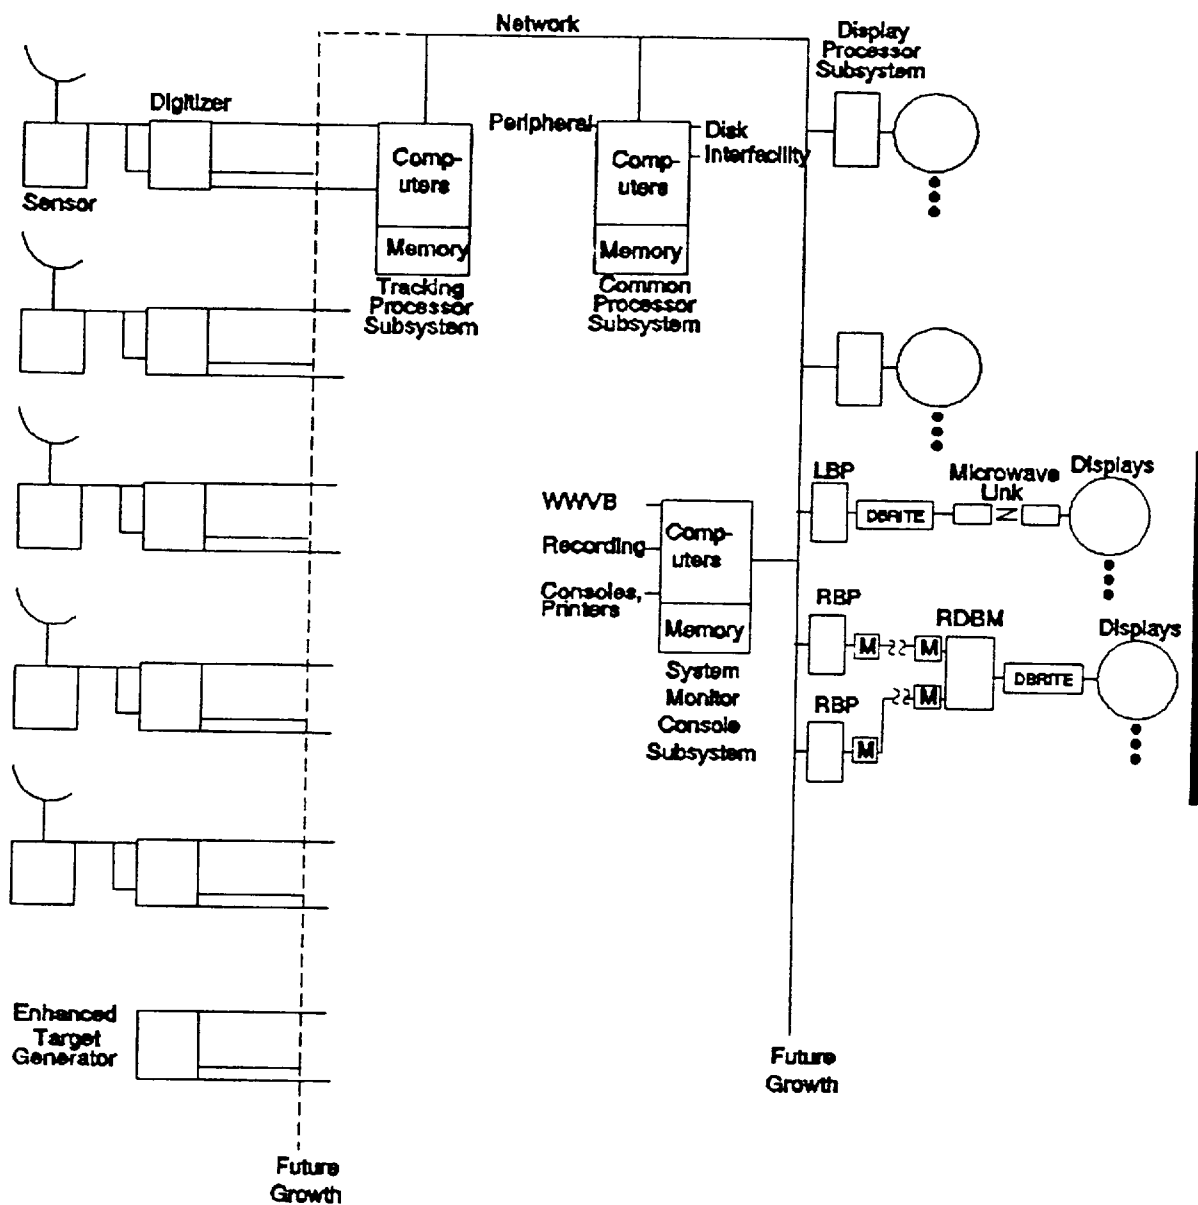 Network
Display
Processor
Subsystem
Digitizer
Sensor
Comp-
uters
Memory
Tracking
Processor
Subsystem
Peripheral
Comp-
uters
Memory
Disk
Interfacility
Common
Processor
Subsystem
WWVB
Recording
Consoles,
Printers
Comp-
uters
Memory
System
Monitor
Console
Subsystem
LBP
DBRITE
Microwave
Link
Displays
RBP
M
M
RDBM
DBRITE
Displays
RBP
M
M
Enhanced
Target
Generator
Future
Growth
Future
Growth